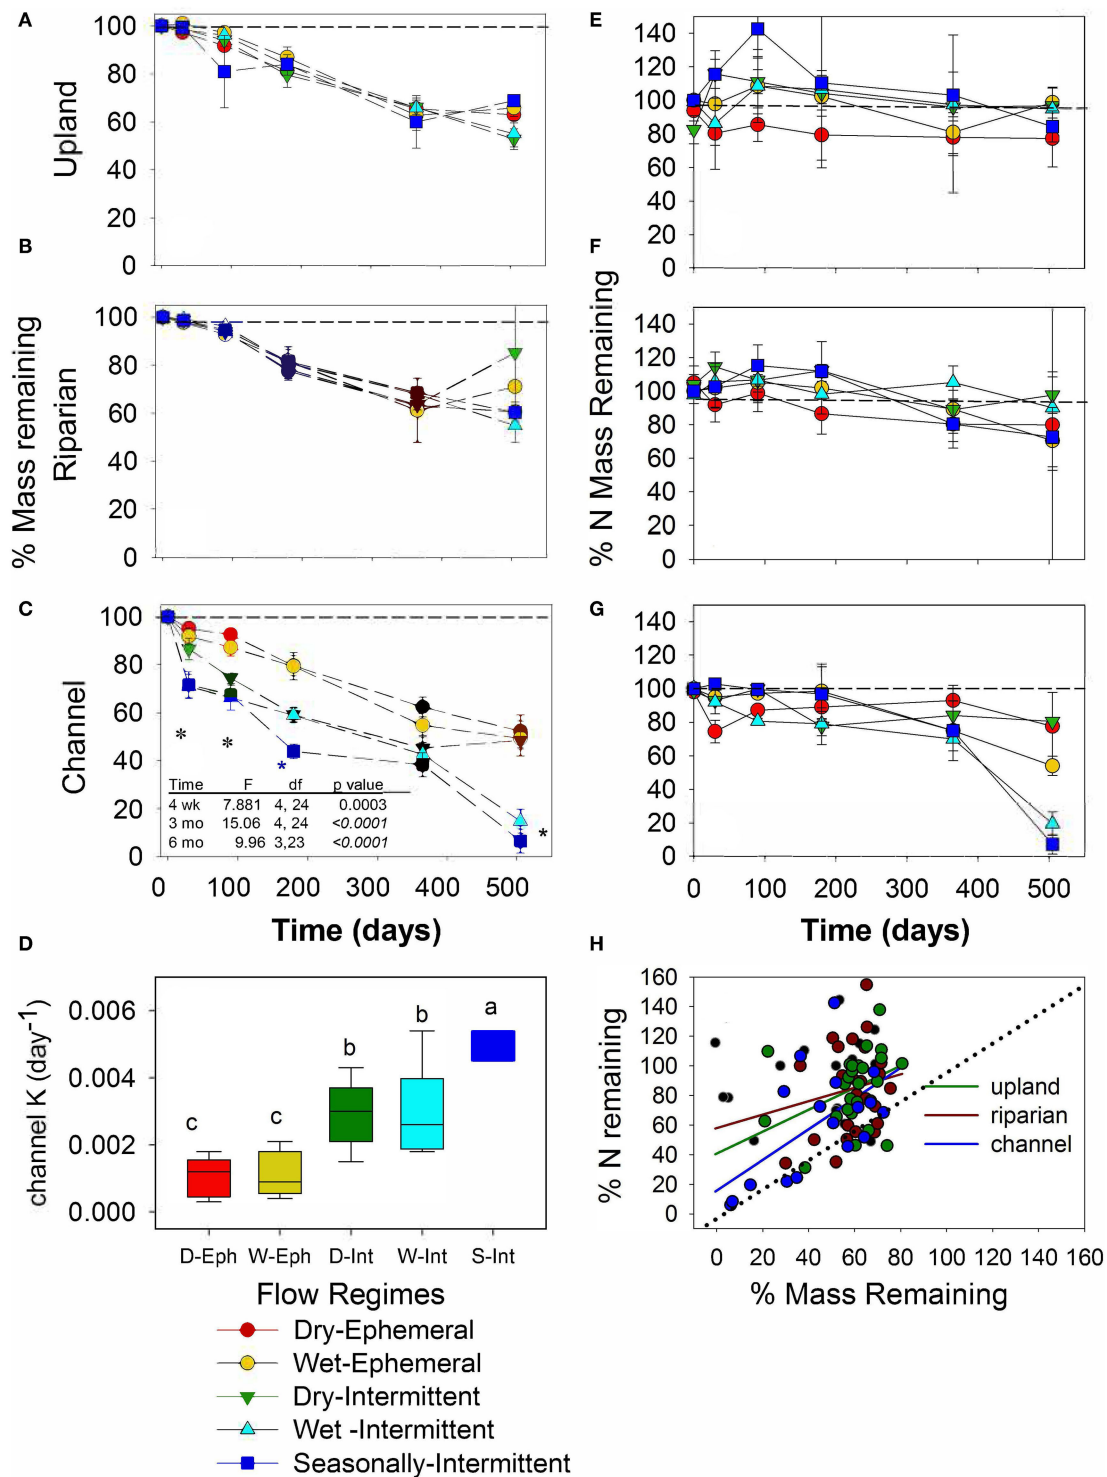 A
100
80
60
40
20
0
Upland
B
100
80
60
40
20
0
Riparian
% Mass remaining
C
100
80
60
40
20
0
Channel
* * * *
Time F df p value
4 wk 7.881 4, 24 0.0003
3 mo 15.06 4, 24 <0.0001
6 mo 9.96 3,23 <0.0001
0 100 200 300 400 500
Time (days)
E
140
120
100
80
60
40
20
0
F
140
120
100
80
60
40
20
0
% N Mass Remaining
G
140
120
100
80
60
40
20
0
0 100 200 300 400 500
Time (days)
D
channel K (day-1)
0.006
0.004
0.002
0.000
c c b b a
D-Eph W-Eph D-Int W-Int S-Int
Flow Regimes
Dry-Ephemeral
Wet-Ephemeral
Dry-Intermittent
Wet -Intermittent
Seasonally-Intermittent
H
% N remaining
160
140
120
100
80
60
40
20
0
upland
riparian
channel
0 20 40 60 80 100 120 140 160
% Mass Remaining